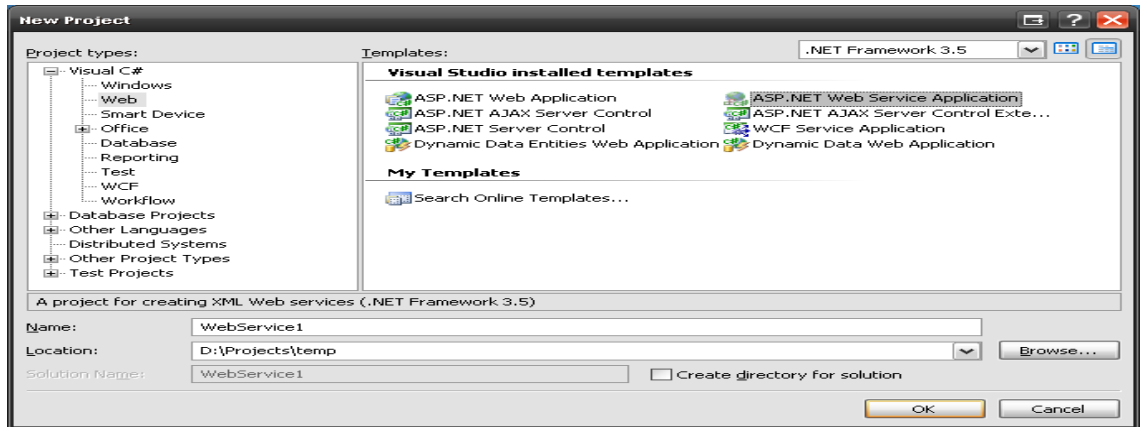 New Project
Project types:
Templates:
.NET Framework 3.5
Visual C#
Windows
Web
Smart Device
Office
Database
Reporting
Test
WCF
Workflow
Database Projects
Other Languages
Distributed Systems
Other Project Types
Test Projects
Visual Studio installed templates
ASP.NET Web Application
ASP.NET Web Service Application
ASP.NET AJAX Server Control
ASP.NET AJAX Server Control Exte...
ASP.NET Server Control
WCF Service Application
Dynamic Data Entities Web Application
Dynamic Data Web Application
My Templates
Search Online Templates...
A project for creating XML Web services (.NET Framework 3.5)
Name:
WebService1
Location:
D:\Projects\temp
Browse...
Solution Name:
WebService1
Create directory for solution
OK
Cancel